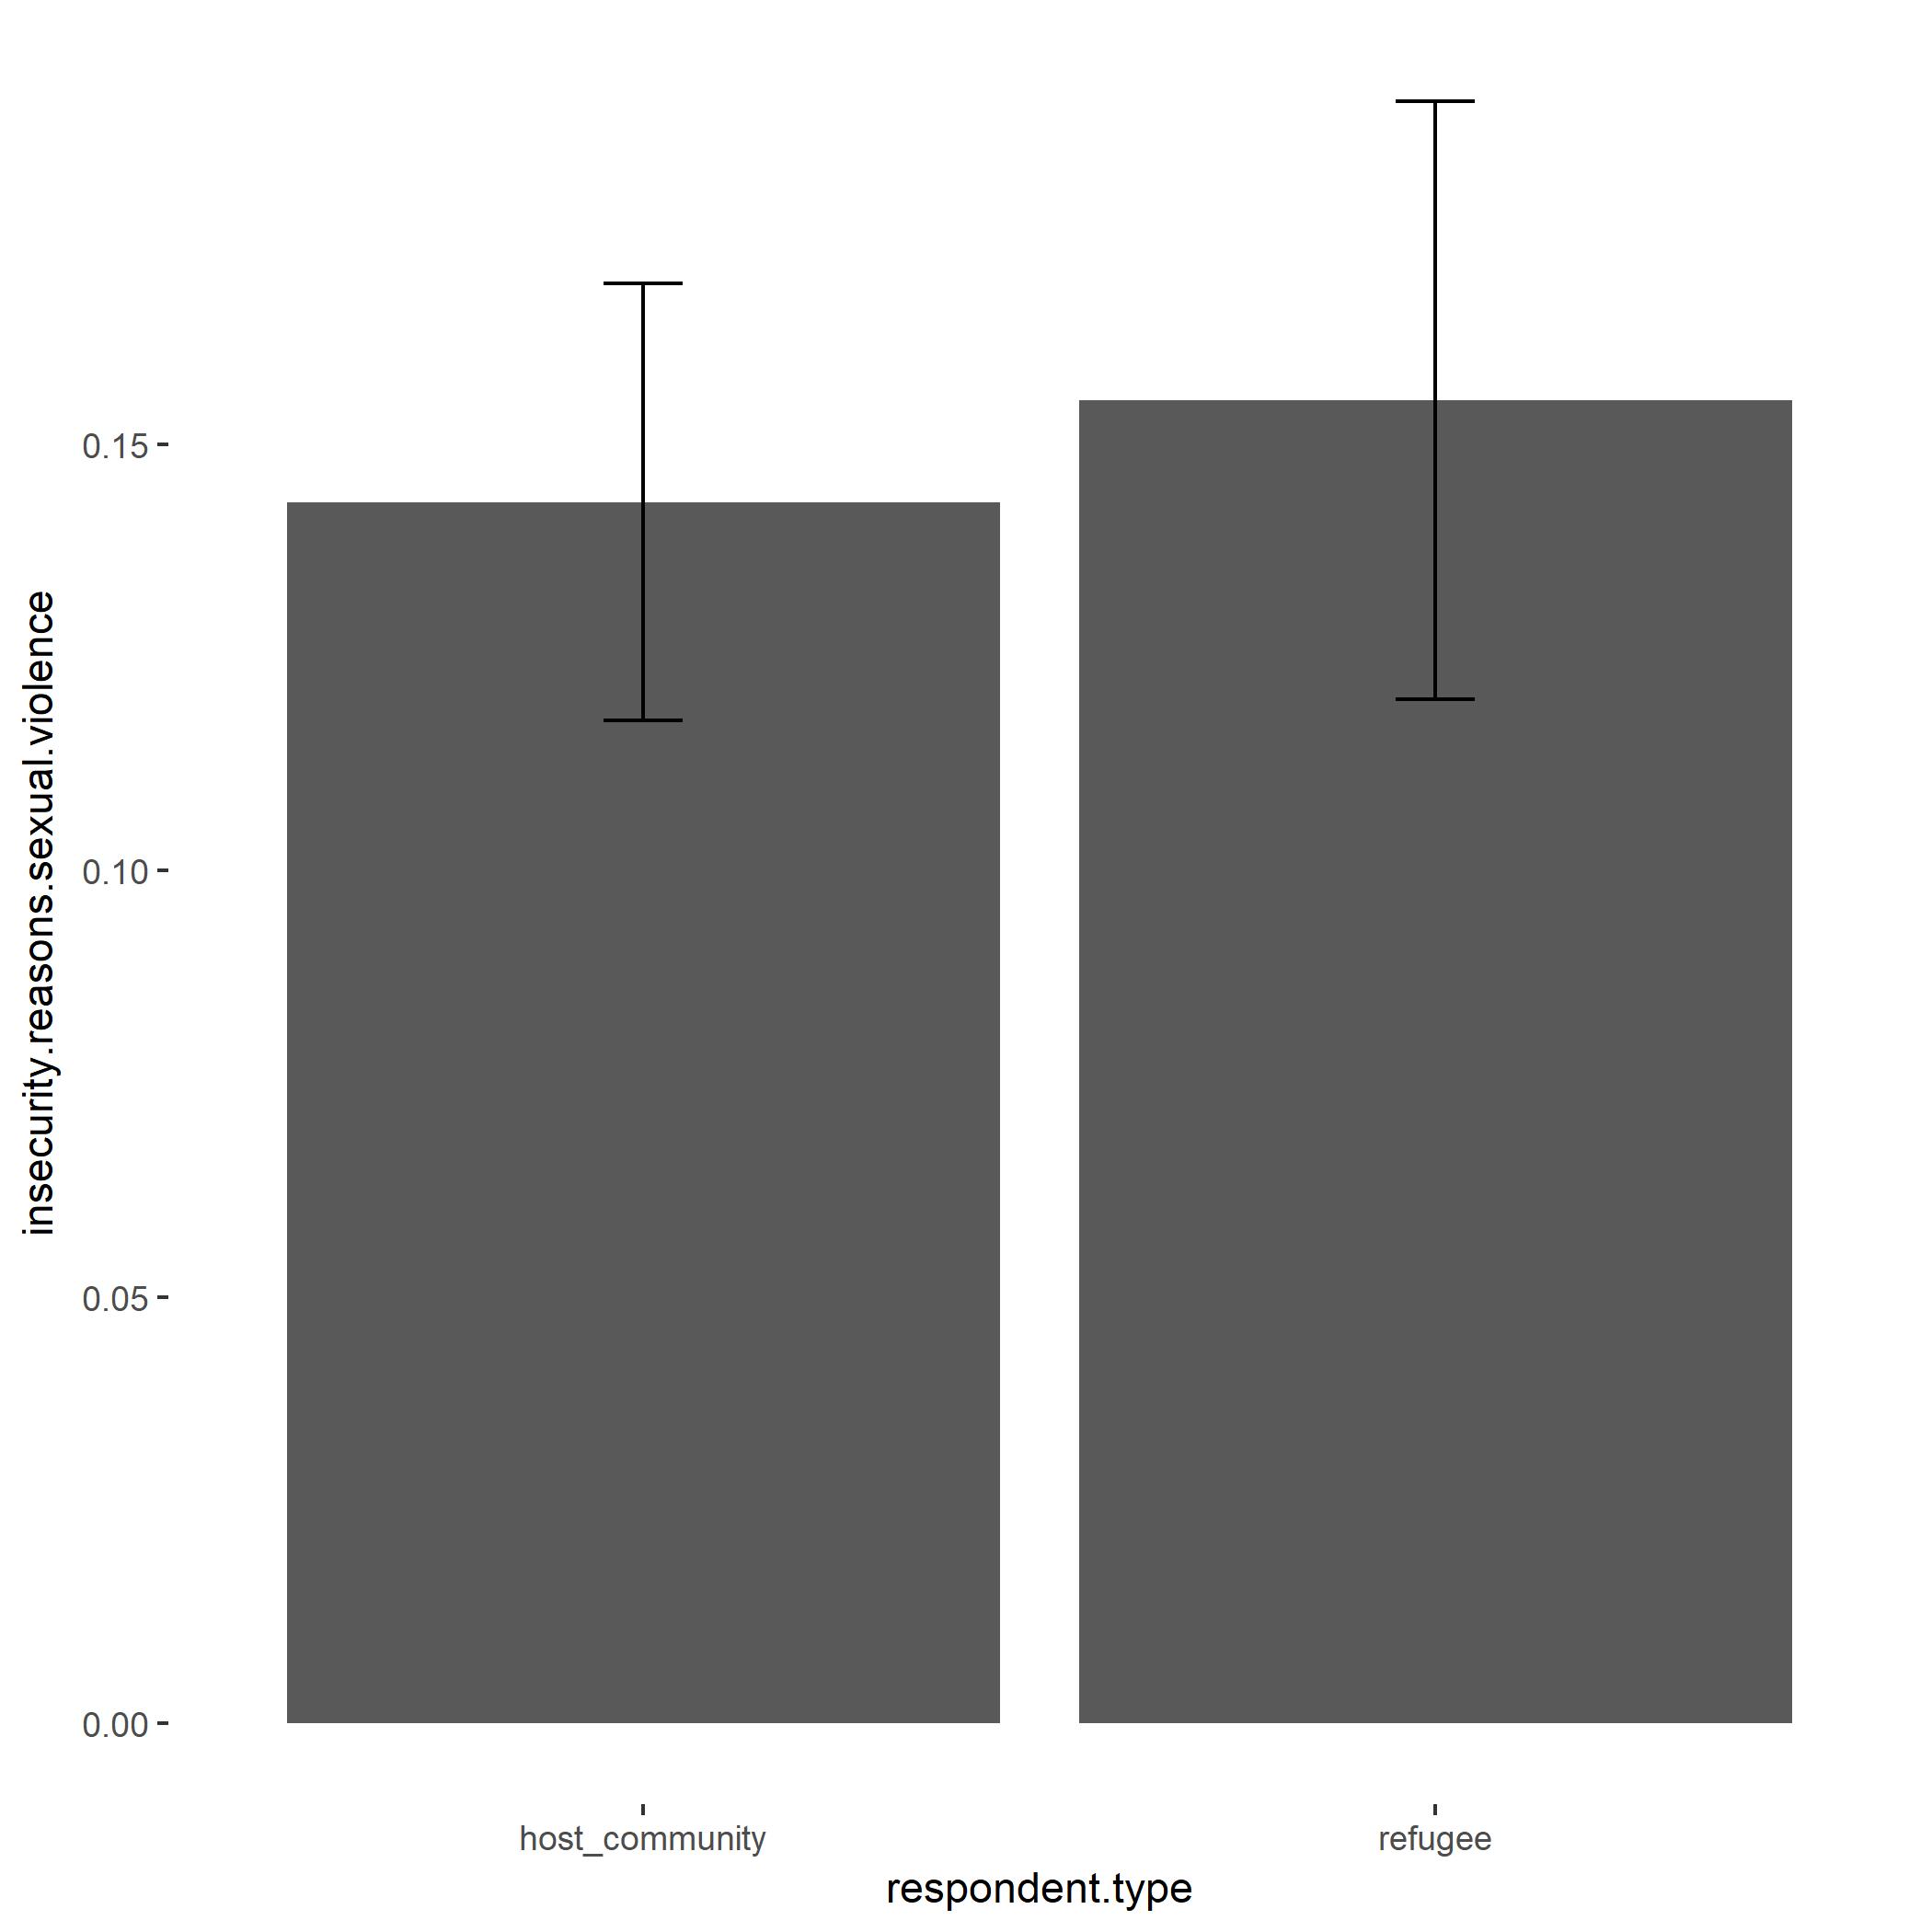 insecurity.reasons.sexual.violence
0.15
0.10
0.05
0.00
host_community
refugee
respondent.type